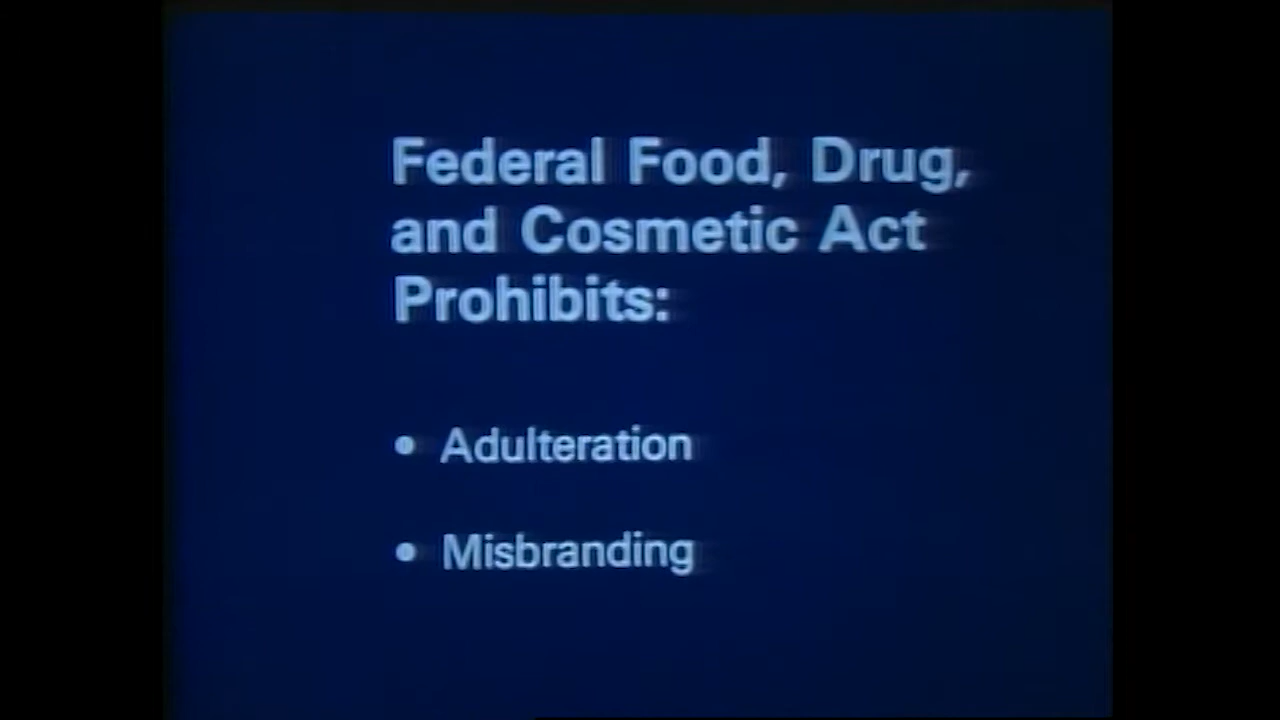 Federal Food, Drug,
and Cosmetic Act
Prohibits:
• Adulteration
• Misbranding